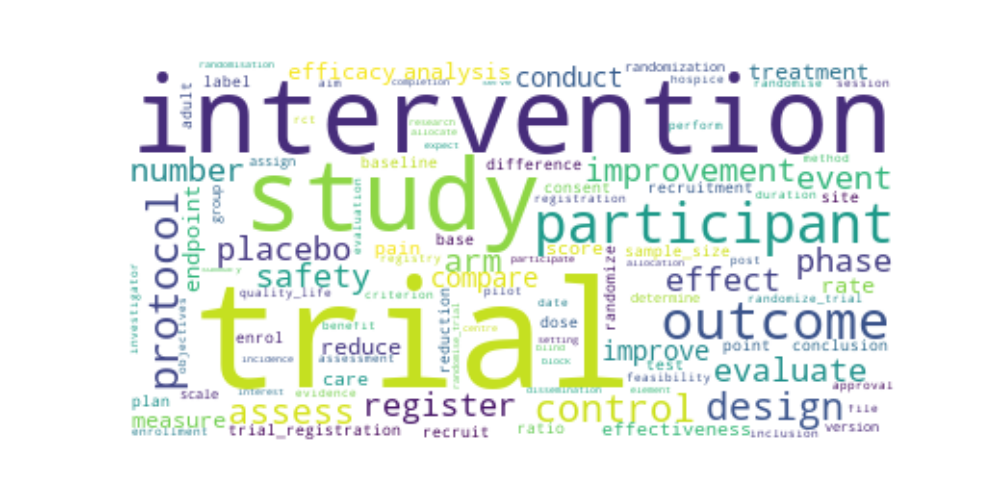 randomisation
efficacy analysis
conduct
randomization
treatment
label
aim
completion
hospice
randomise
session
adult
intervention
rct
research
allocate
expect
perform
number
assign
baseline
difference
improvement
method
event
study
consent
registration
recruitment
duration
site
protocol
endpoint
group
evaluation
participant
placebo
base
pain
registry
arm
participate
score
sample_size
allocation
post
phase
safety
compare
randomize
effect
rate
investigator
objectives
summary
quality_life
criterion
pilot
date
determine
randomize_trial
trial
reduction
randomise_trial
centre
benefit
dose
outcome
enrol
reduce
setting
blind
block
improve
point
conclusion
incidence
assessment
test
care
feasibility
evaluate
plan
scale
interest
evidence
dissemination
element
approval
measure
assess
register
control
design
file
enrollment
trial_registration
recruit
ratio
effectiveness
inclusion
version